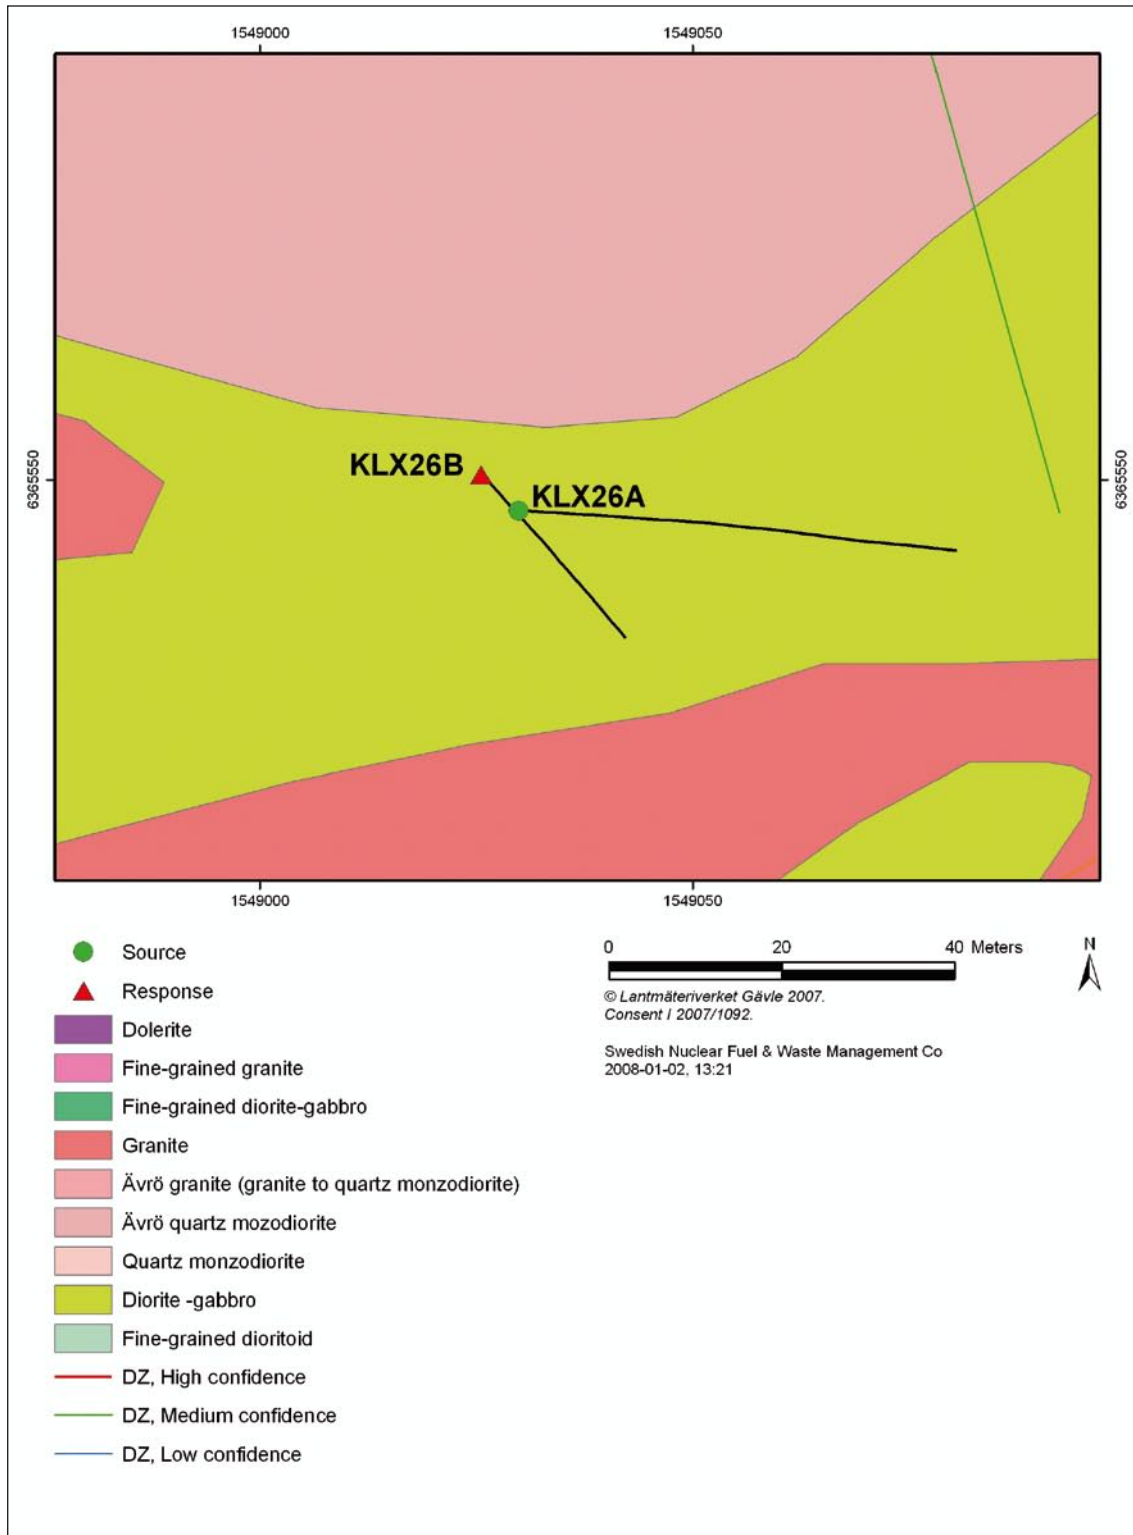 1549000 1549050
6365550 6365550
KLX26B
KLX26A
1549000 1549050
Source
Response
Dolerite
Fine-grained granite
Fine-grained diorite-gabbro
Granite
Ävrö granite (granite to quartz monzodiorite)
Ävrö quartz mozodiorite
Quartz monzodiorite
Diorite -gabbro
Fine-grained dioritoid
DZ, High confidence
DZ, Medium confidence
DZ, Low confidence
0 20 40 Meters
N
© Lantmäteriverket Gävle 2007.
Consent I 2007/1092.
Swedish Nuclear Fuel & Waste Management Co
2008-01-02, 13:21